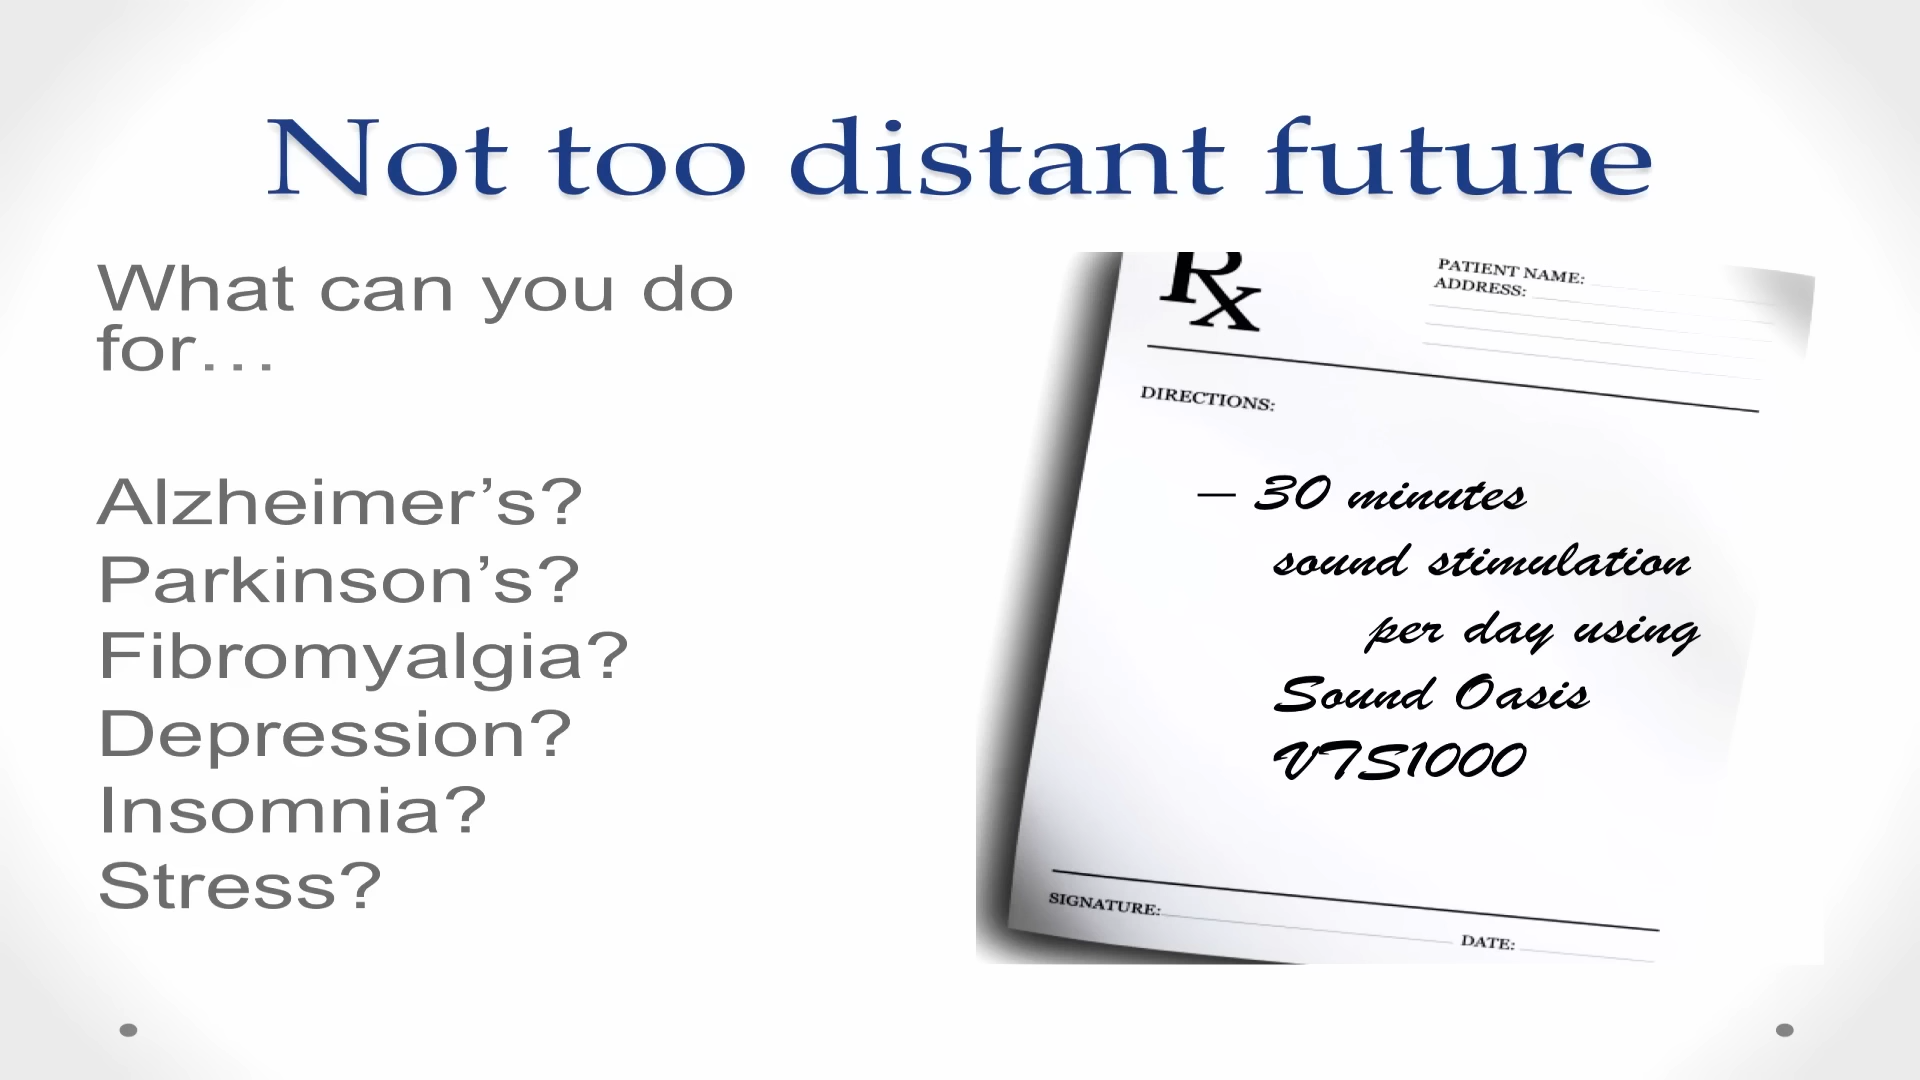 Not too distant future
What can you do
for…
Alzheimer’s?
Parkinson’s?
Fibromyalgia?
Depression?
Insomnia?
Stress?
Rx
PATIENT NAME:
ADDRESS:
DIRECTIONS:
– 30 minutes
sound stimulation
per day using
Sound Oasis
VTS1000
SIGNATURE:
DATE: